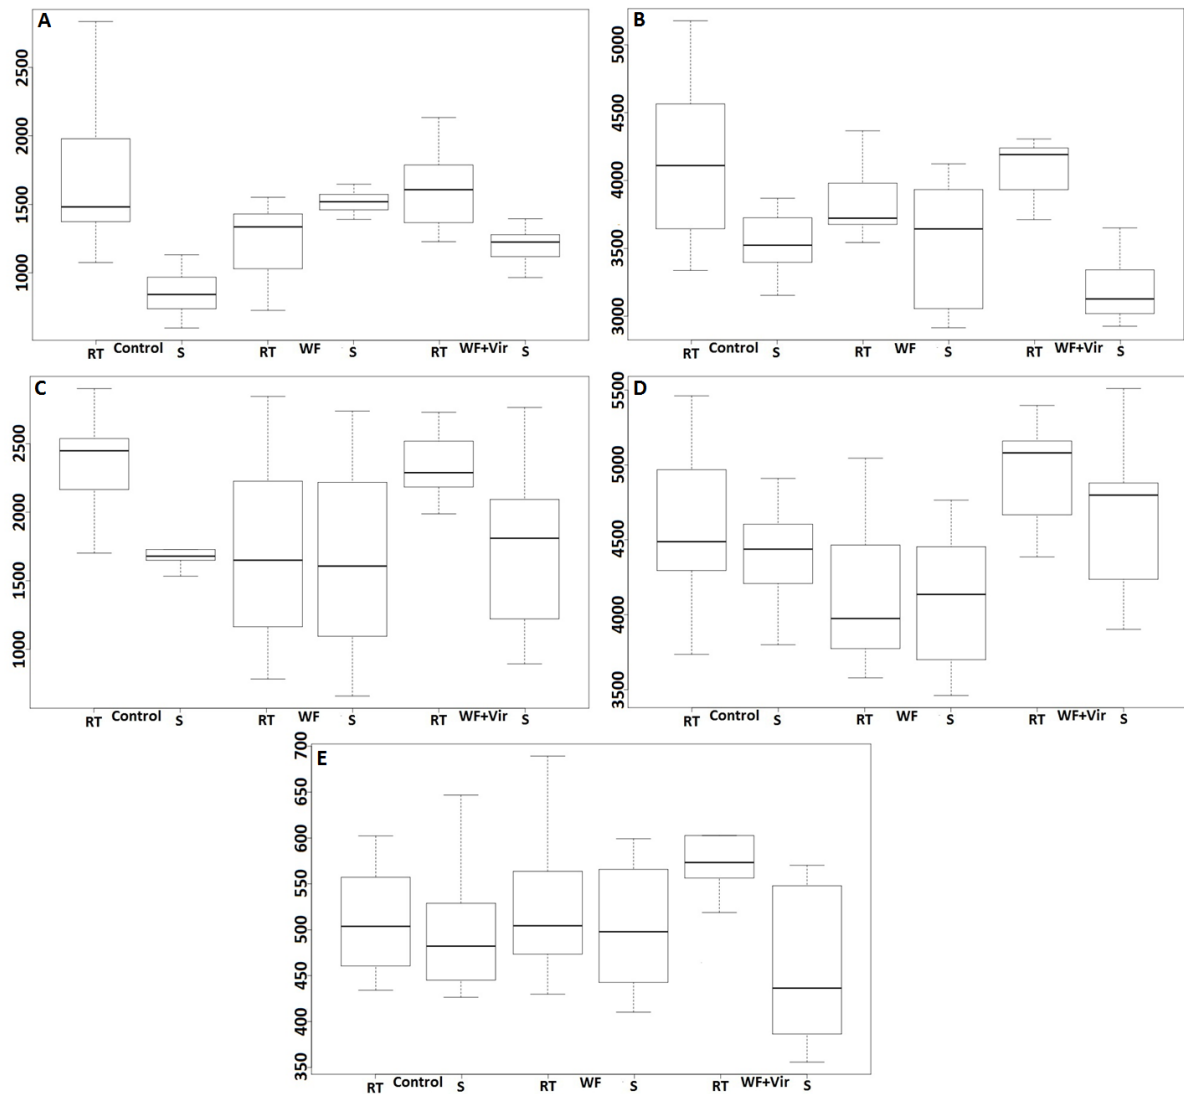 A
2500
2000
1500
1000
RT Control S RT WF S RT WF+Vir S
B
5000
4500
4000
3500
3000
RT Control S RT WF S RT WF+Vir S
C
2500
2000
1500
1000
RT Control S RT WF S RT WF+Vir S
D
5500
5000
4500
4000
3500
RT Control S RT WF S RT WF+Vir S
E
700
650
600
550
500
450
400
350
RT Control S RT WF S RT WF+Vir S